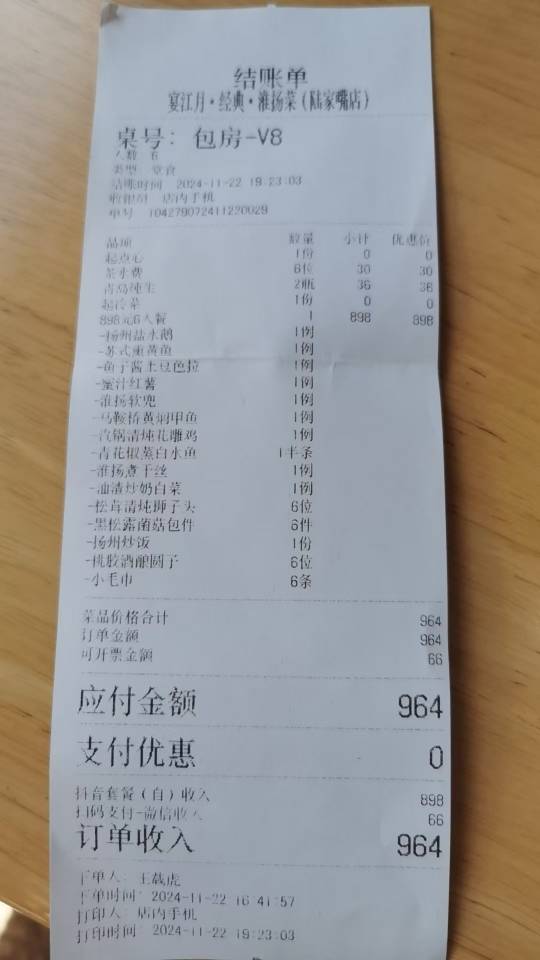 结账单
宴江月·经典·淮扬菜(陆家嘴店)
桌号: 包房-V8
人数 6
类型 堂食
结账时间 2024-11-22 19:23:03
收银员 店内手机
单号 104279072411220029
品项 数量 小计 优惠价
起点心 1份 0 0
茶水费 6位 30 30
青岛纯生 2瓶 36 36
起冷菜 1份 0 0
898元6人餐 1 898 898
-扬州盐水鹅 1例
-苏式熏黄鱼 1例
-鱼子酱土豆色拉 1例
-蜜汁红薯 1例
-淮扬软兜 1例
-马鞍桥黄焖甲鱼 1例
-汽锅清炖花雕鸡 1例
-青花椒蒸白水鱼 1半条
-淮扬煮干丝 1例
-油渣炒奶白菜 1例
-松茸清炖狮子头 6位
-黑松露菌菇包件 6件
-扬州炒饭 1份
-桃胶酒酿圆子 6位
-小毛巾 6条
菜品价格合计 964
订单金额 964
可开票金额 66
应付金额 964
支付优惠 0
抖音套餐(自)收入 898
扫码支付-微信收入 66
订单收入 964
下单人: 王载虎
下单时间: 2024-11-22 16:41:57
打印人: 店内手机
打印时间: 2024-11-22 19:23:03